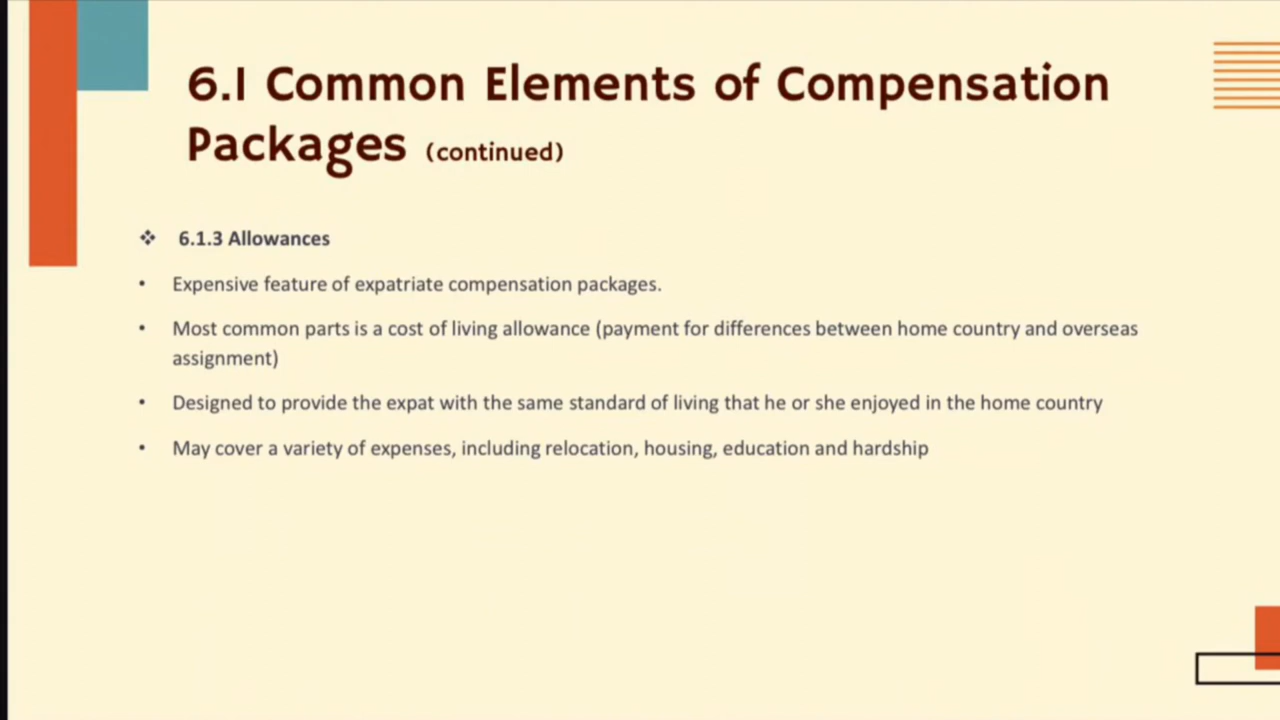 6.1 Common Elements of Compensation
Packages (continued)
❖ 6.1.3 Allowances
• Expensive feature of expatriate compensation packages.
• Most common parts is a cost of living allowance (payment for differences between home country and overseas
assignment)
• Designed to provide the expat with the same standard of living that he or she enjoyed in the home country
• May cover a variety of expenses, including relocation, housing, education and hardship